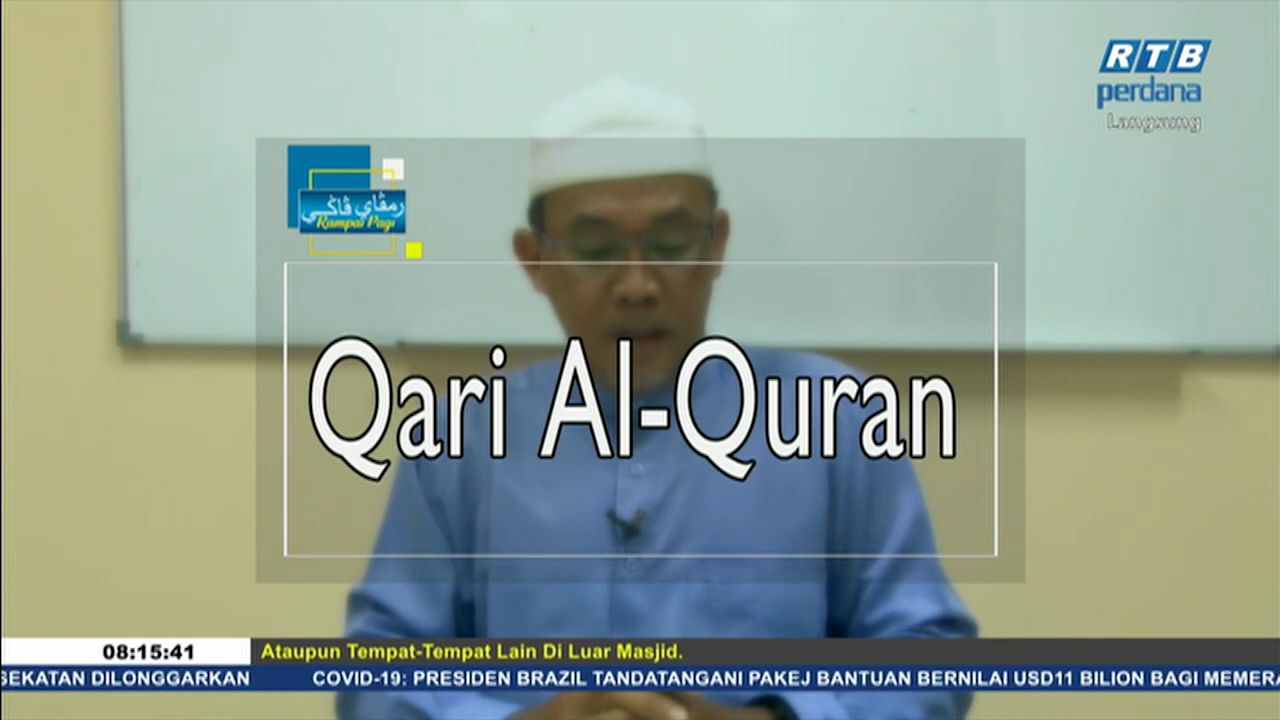 RTB
perdana
Langsung
رمڤاي ڤاݢي
Rampai Pagi
Qari Al-Quran
08:15:41
Ataupun Tempat-Tempat Lain Di Luar Masjid.
SEKATAN DILONGGARKAN COVID-19: PRESIDEN BRAZIL TANDATANGANI PAKEJ BANTUAN BERNILAI USD11 BILION BAGI MEMERA